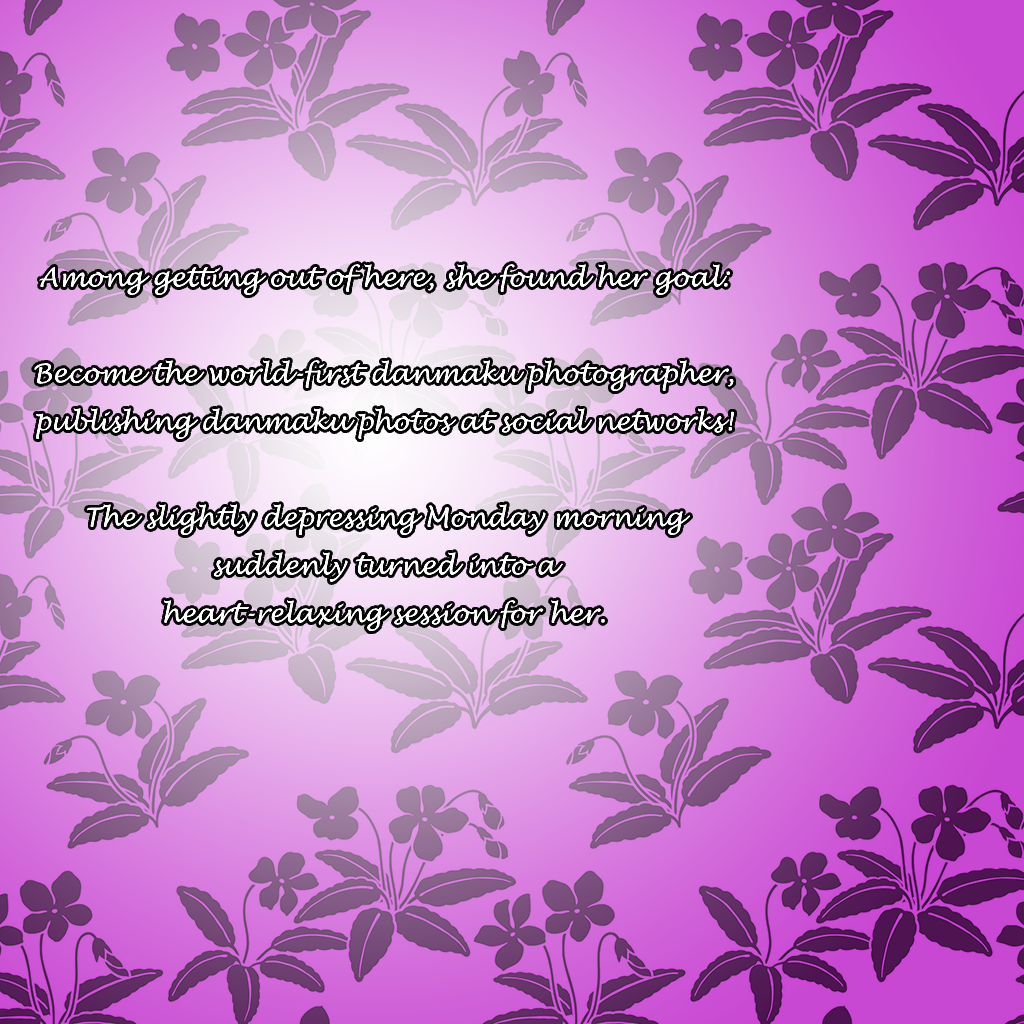 Among getting out of here, she found her goal:
Become the world-first danmaku photographer,
publishing danmaku photos at social networks!
The slightly depressing Monday morning
suddenly turned into a
heart-relaxing session for her.